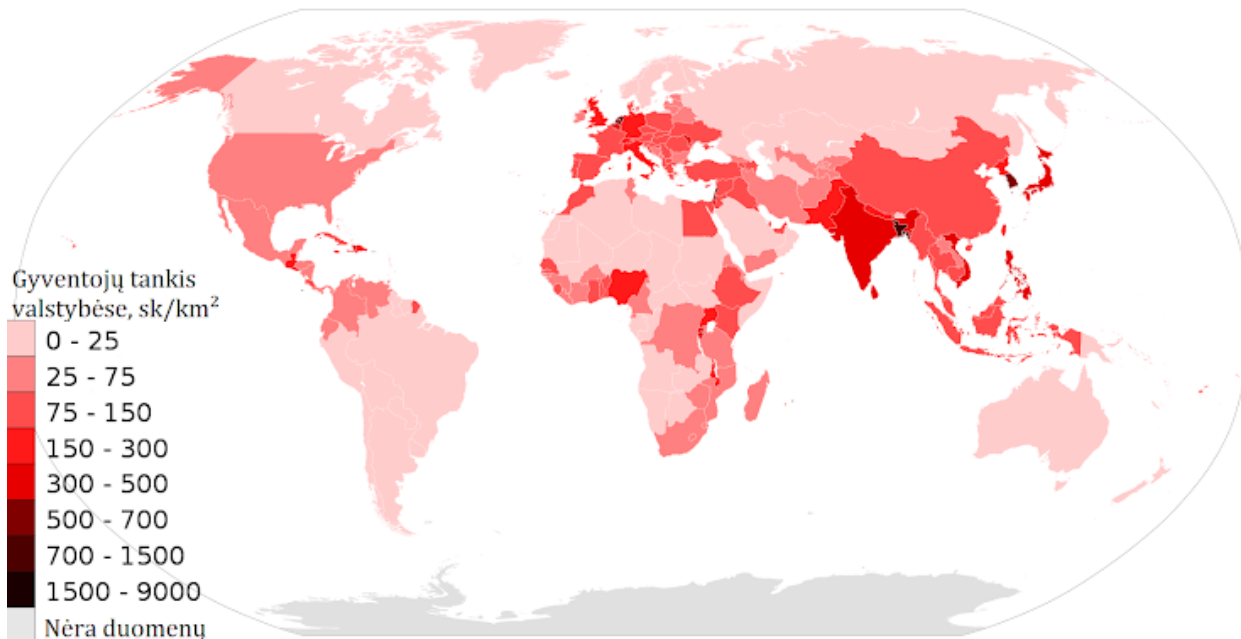 Gyventojų tankis
valstybėse, sk/km²
0 - 25
25 - 75
75 - 150
150 - 300
300 - 500
500 - 700
700 - 1500
1500 - 9000
Nėra duomenų